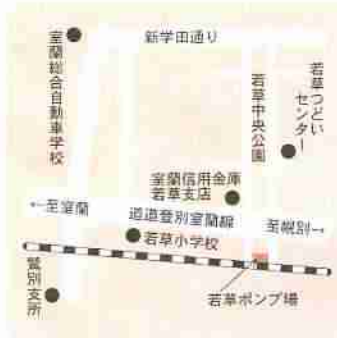 新学田通り
室蘭総合自動車学校
若草つどい
センター
若草中央公園
室蘭信用金庫
若草支店
←至室蘭
道道登別室蘭線
至幌別→
若草小学校
鷲別支所
若草ポンプ場